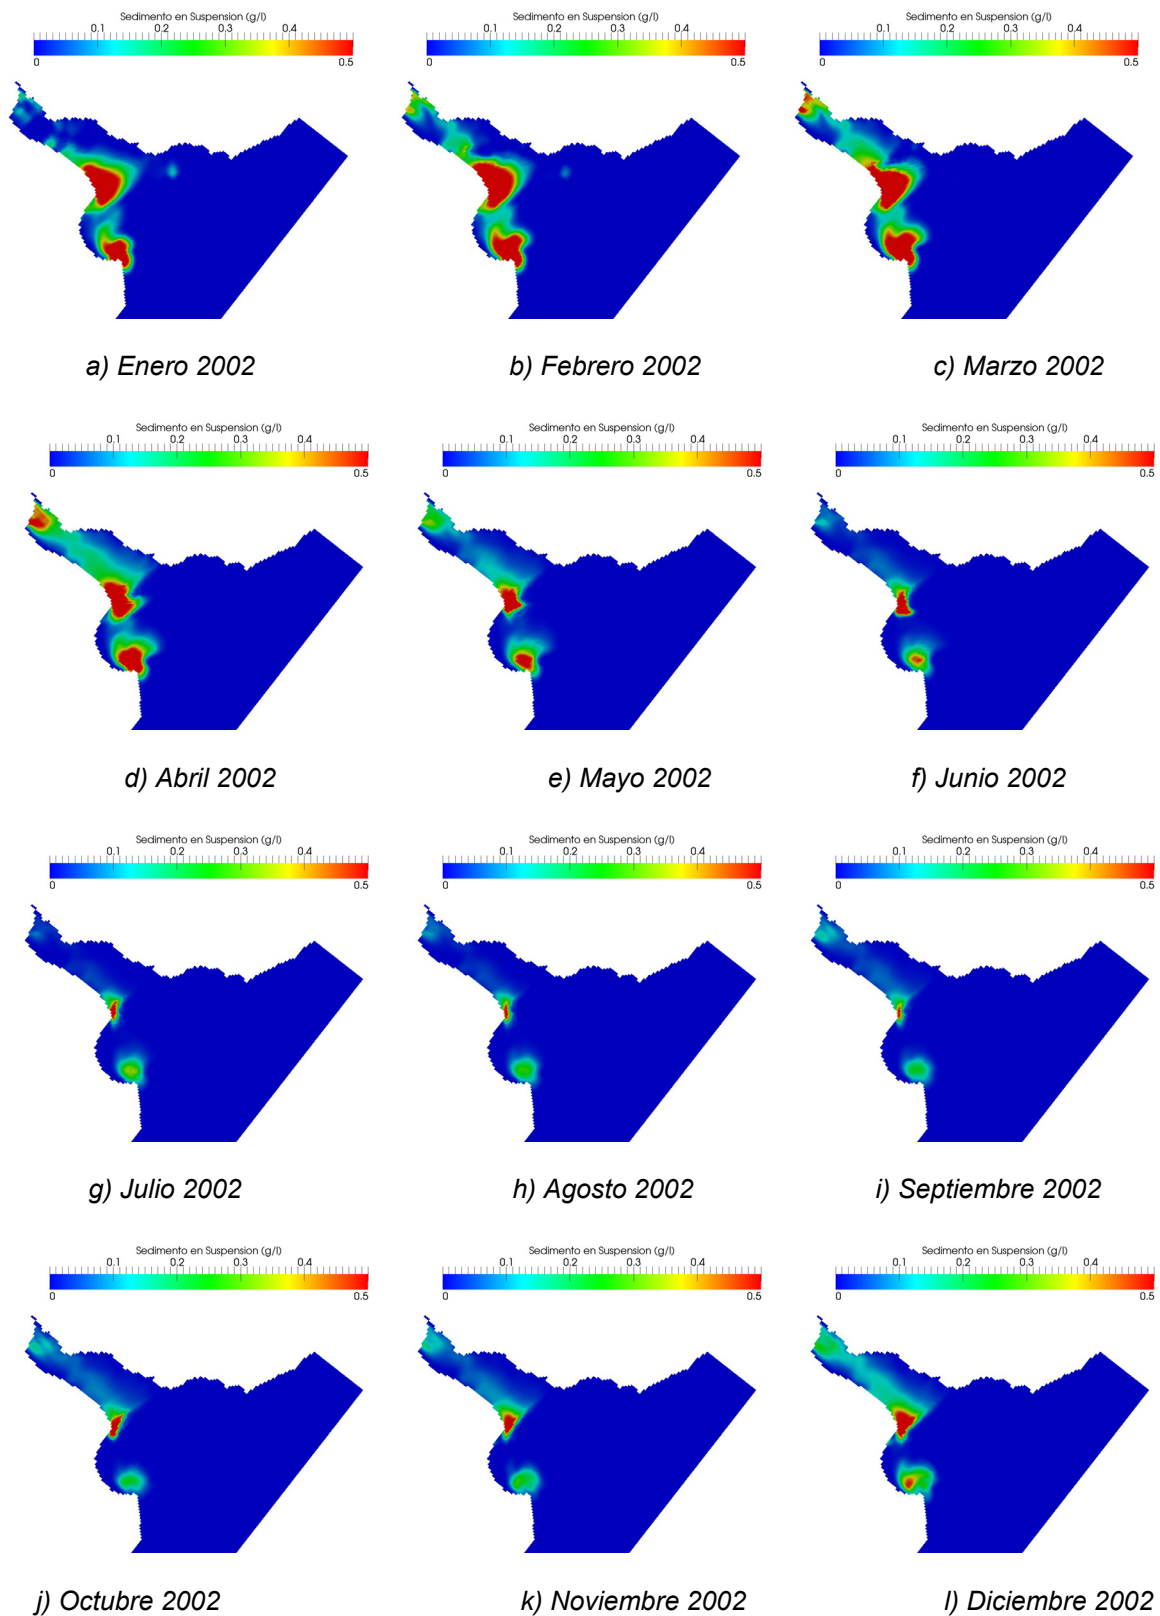 Sedimento en Suspension (g/l)
0.1 0.2 0.3 0.4
0 0.5
Sedimento en Suspension (g/l)
0.1 0.2 0.3 0.4
0 0.5
Sedimento en Suspension (g/l)
0.1 0.2 0.3 0.4
0 0.5
a) Enero 2002
b) Febrero 2002
c) Marzo 2002
Sedimento en Suspension (g/l)
0.1 0.2 0.3 0.4
0 0.5
Sedimento en Suspension (g/l)
0.1 0.2 0.3 0.4
0 0.5
Sedimento en Suspension (g/l)
0.1 0.2 0.3 0.4
0 0.5
d) Abril 2002
e) Mayo 2002
f) Junio 2002
Sedimento en Suspension (g/l)
0.1 0.2 0.3 0.4
0 0.5
Sedimento en Suspension (g/l)
0.1 0.2 0.3 0.4
0 0.5
Sedimento en Suspension (g/l)
0.1 0.2 0.3 0.4
0 0.5
g) Julio 2002
h) Agosto 2002
i) Septiembre 2002
Sedimento en Suspension (g/l)
0.1 0.2 0.3 0.4
0 0.5
Sedimento en Suspension (g/l)
0.1 0.2 0.3 0.4
0 0.5
Sedimento en Suspension (g/l)
0.1 0.2 0.3 0.4
0 0.5
j) Octubre 2002
k) Noviembre 2002
l) Diciembre 2002